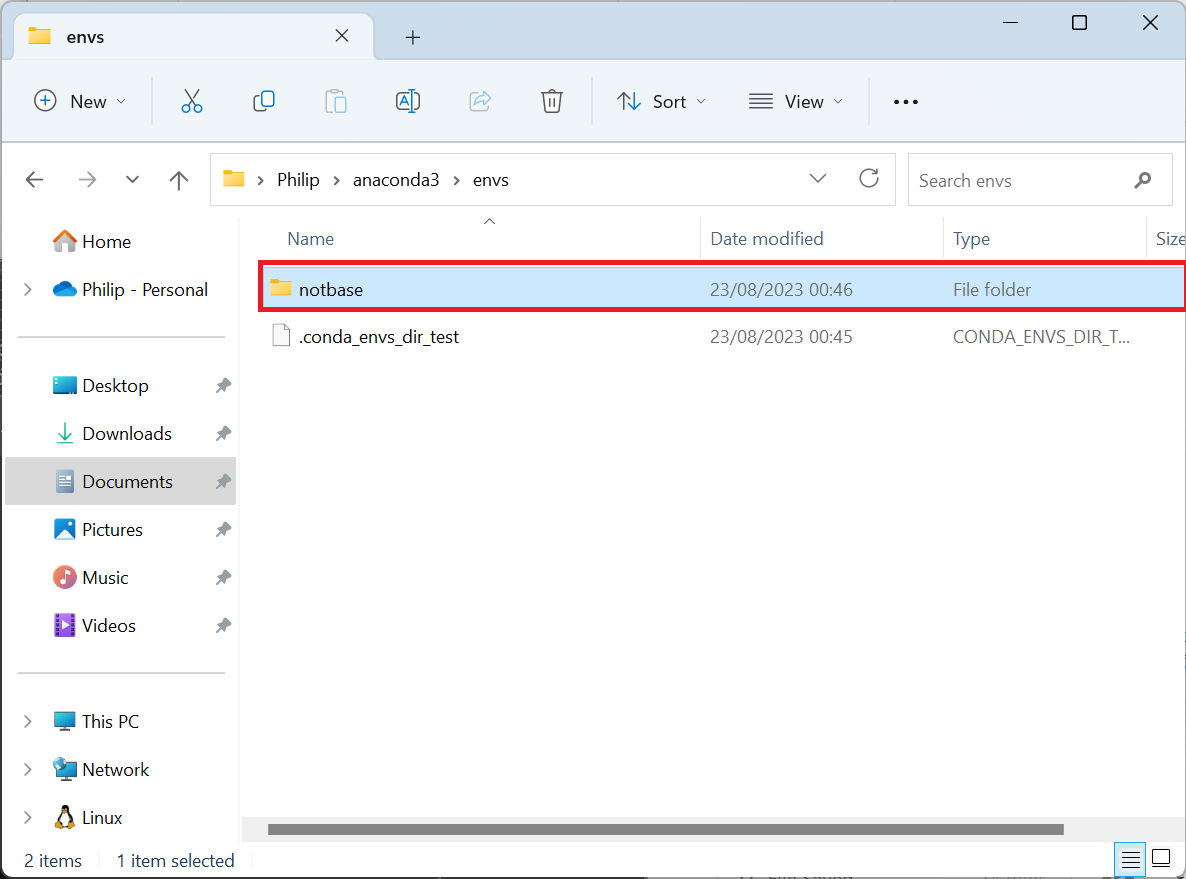 envs
New
Sort
View
Philip
anaconda3
envs
Search envs
Home
Philip - Personal
Desktop
Downloads
Documents
Pictures
Music
Videos
This PC
Network
Linux
Name Date modified Type Size
notbase 23/08/2023 00:46 File folder
.conda_envs_dir_test 23/08/2023 00:45 CONDA_ENVS_DIR_T...
2 items 1 item selected